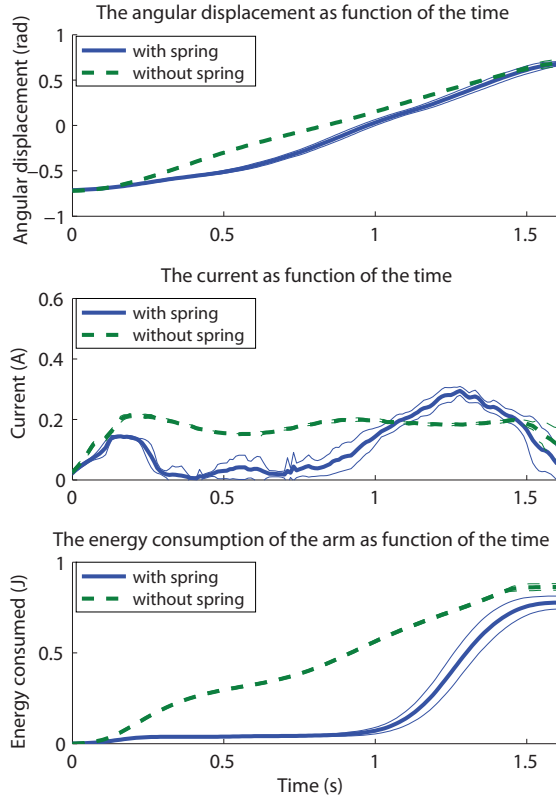 The angular displacement as function of the time
Angular displacement (rad)
1
0.5
0
−0.5
−1
with spring
without spring
0
0.5
1
1.5
The current as function of the time
Current (A)
0.6
0.4
0.2
0
with spring
without spring
0
0.5
1
1.5
The energy consumption of the arm as function of the time
Energy consumed (J)
1
0.5
0
with spring
without spring
0
0.5
1
1.5
Time (s)